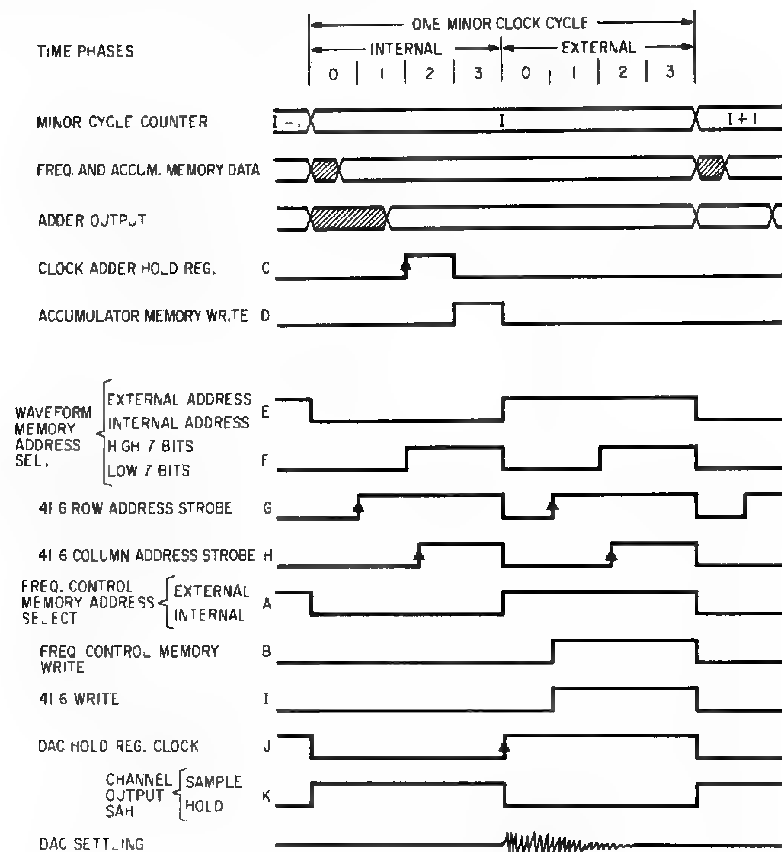 ONE MINOR CLOCK CYCLE
TIME PHASES
INTERNAL EXTERNAL
0 1 2 3 0 1 2 3
MINOR CYCLE COUNTER I - I I + I
FREQ. AND ACCUM. MEMORY DATA
ADDER OUTPUT
CLOCK ADDER HOLD REG. C
ACCUMULATOR MEMORY WRITE D
WAVEFORM MEMORY ADDRESS SEL.
EXTERNAL ADDRESS
INTERNAL ADDRESS
E
HIGH 7 BITS
LOW 7 BITS
F
4116 ROW ADDRESS STROBE G
4116 COLUMN ADDRESS STROBE H
FREQ. CONTROL
MEMORY ADDRESS
SELECT
EXTERNAL
INTERNAL
A
FREQ CONTROL MEMORY
WRITE
B
4116 WRITE I
DAC HOLD REG. CLOCK J
CHANNEL
OUTPUT
SAH
SAMPLE
HOLD
K
DAC SETTLING